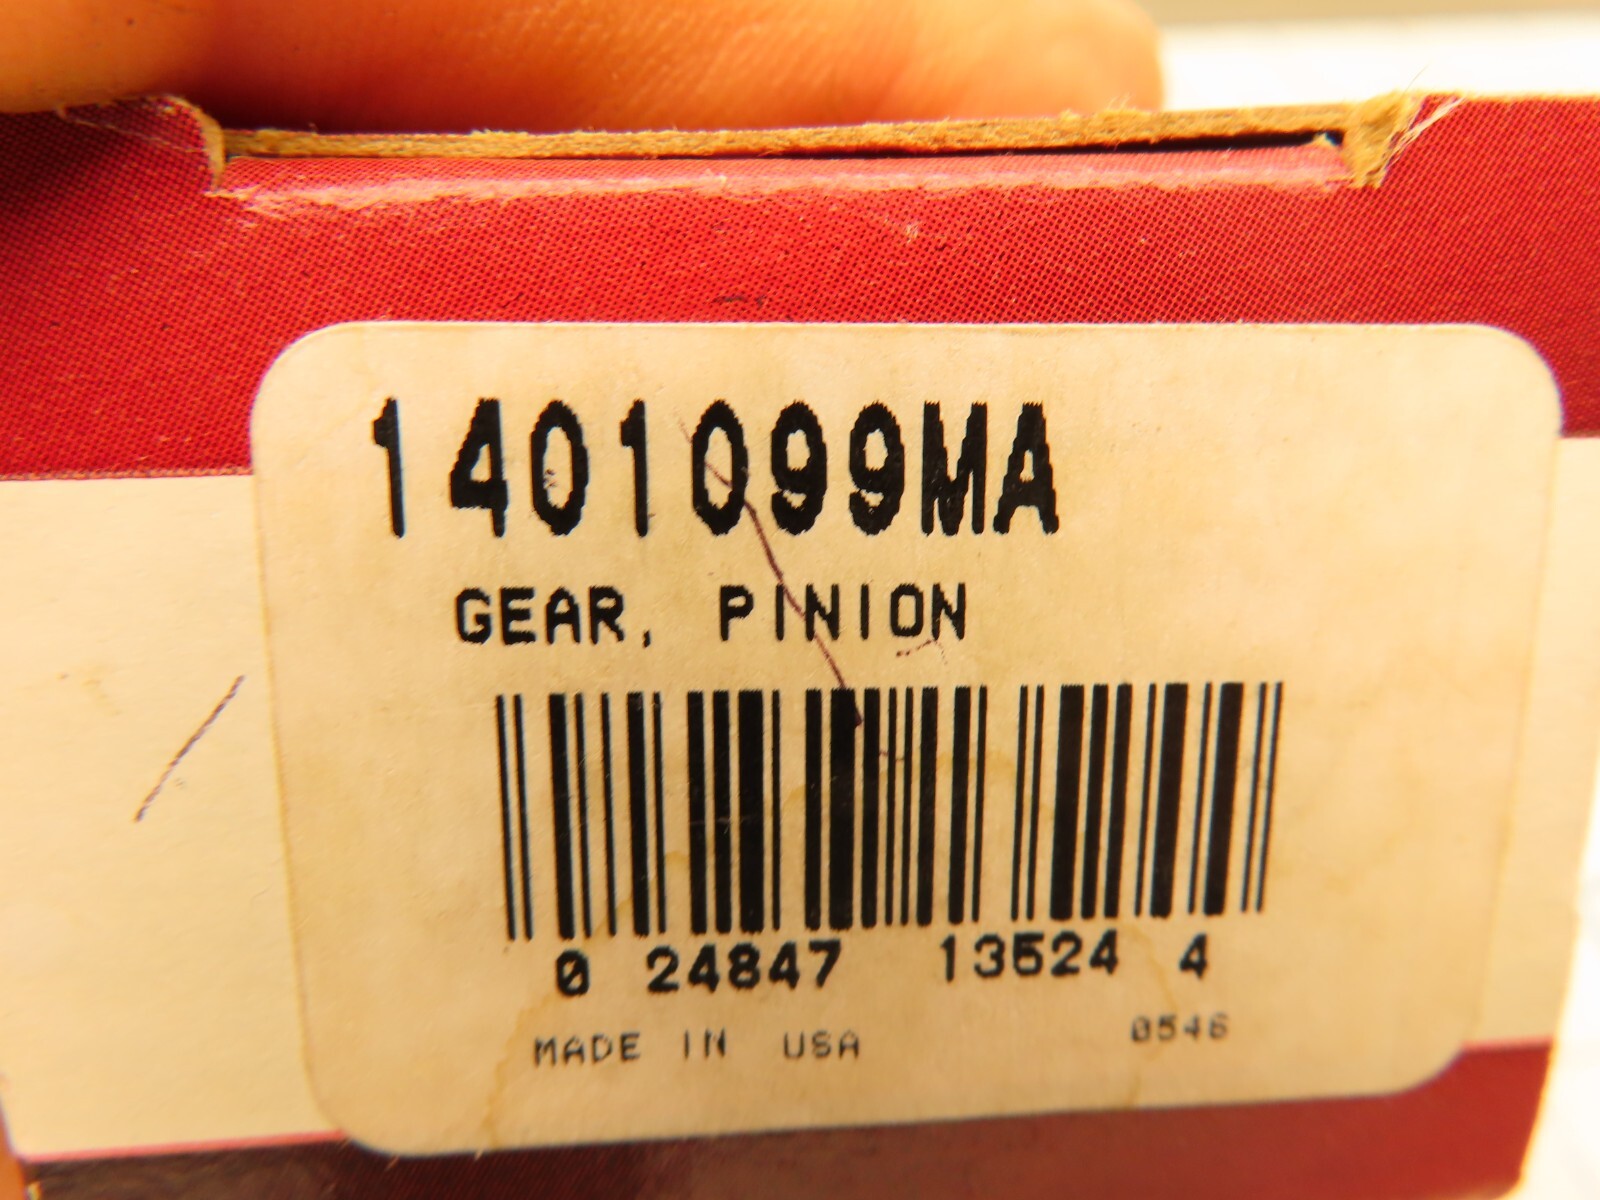 1401099MA
GEAR, PINION
0 24847 13524 4
MADE IN USA 0546